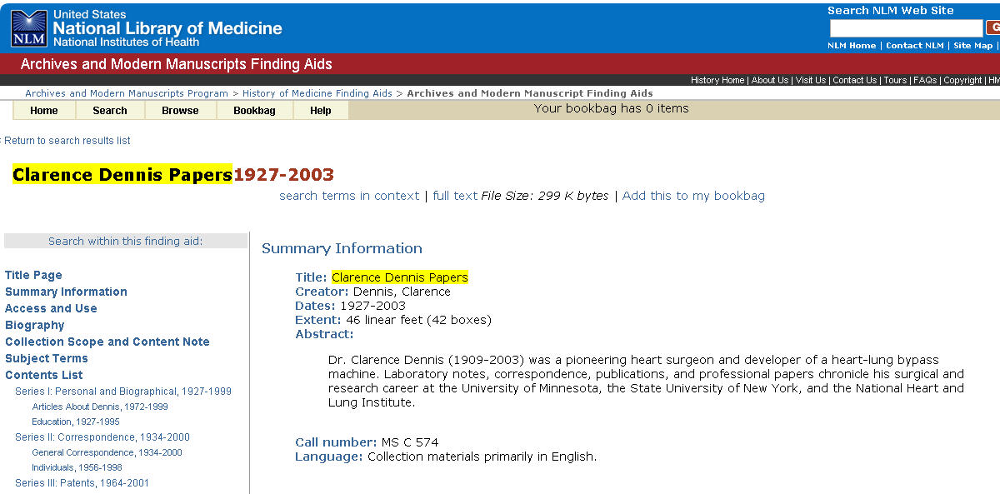 United States
National Library of Medicine
National Institutes of Health
NLM
Search NLM Web Site
G
NLM Home | Contact NLM | Site Map |
Archives and Modern Manuscripts Finding Aids
History Home | About Us | Visit Us | Contact Us | Tours | FAQs | Copyright | HM
Archives and Modern Manuscripts Program > History of Medicine Finding Aids > Archives and Modern Manuscript Finding Aids
Home Search Browse Bookbag Help Your bookbag has 0 items
Return to search results list
Clarence Dennis Papers1927-2003
search terms in context | full text File Size: 299 K bytes | Add this to my bookbag
Search within this finding aid:
Title Page
Summary Information
Access and Use
Biography
Collection Scope and Content Note
Subject Terms
Contents List
Series I: Personal and Biographical, 1927-1999
Articles About Dennis, 1972-1999
Education, 1927-1995
Series II: Correspondence, 1934-2000
General Correspondence, 1934-2000
Individuals, 1956-1998
Series III: Patents, 1964-2001
Summary Information
Title: Clarence Dennis Papers
Creator: Dennis, Clarence
Dates: 1927-2003
Extent: 46 linear feet (42 boxes)
Abstract:
Dr. Clarence Dennis (1909-2003) was a pioneering heart surgeon and developer of a heart-lung bypass
machine. Laboratory notes, correspondence, publications, and professional papers chronicle his surgical and
research career at the University of Minnesota, the State University of New York, and the National Heart and
Lung Institute.
Call number: MS C 574
Language: Collection materials primarily in English.